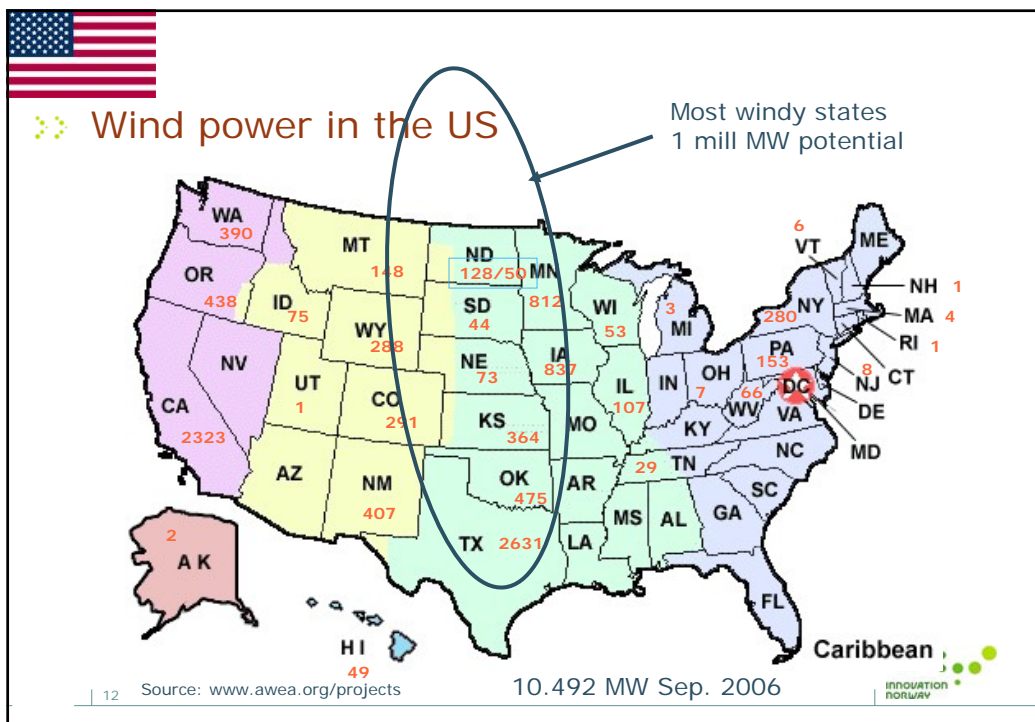 Wind power in the US
Most windy states
1 mill MW potential
WA
390
MT
148
ND
128/50
MN
812
OR
438
ID
75
SD
44
WI
53
3
MI
6
VT
ME
NH 1
NY
280
MA 4
RI 1
WY
288
NE
73
IA
837
PA
153
8
CT
NJ
NV
UT
1
CO
291
IL
107
IN
OH
7
66
WV
DC
DE
VA
MD
CA
2323
KS
364
MO
KY
29
TN
NC
AZ
NM
407
OK
475
AR
SC
MS
AL
GA
TX 2631
LA
2
AK
FL
HI
49
Caribbean
12
Source: www.awea.org/projects
10.492 MW Sep. 2006
INNOVATION
NORWAY